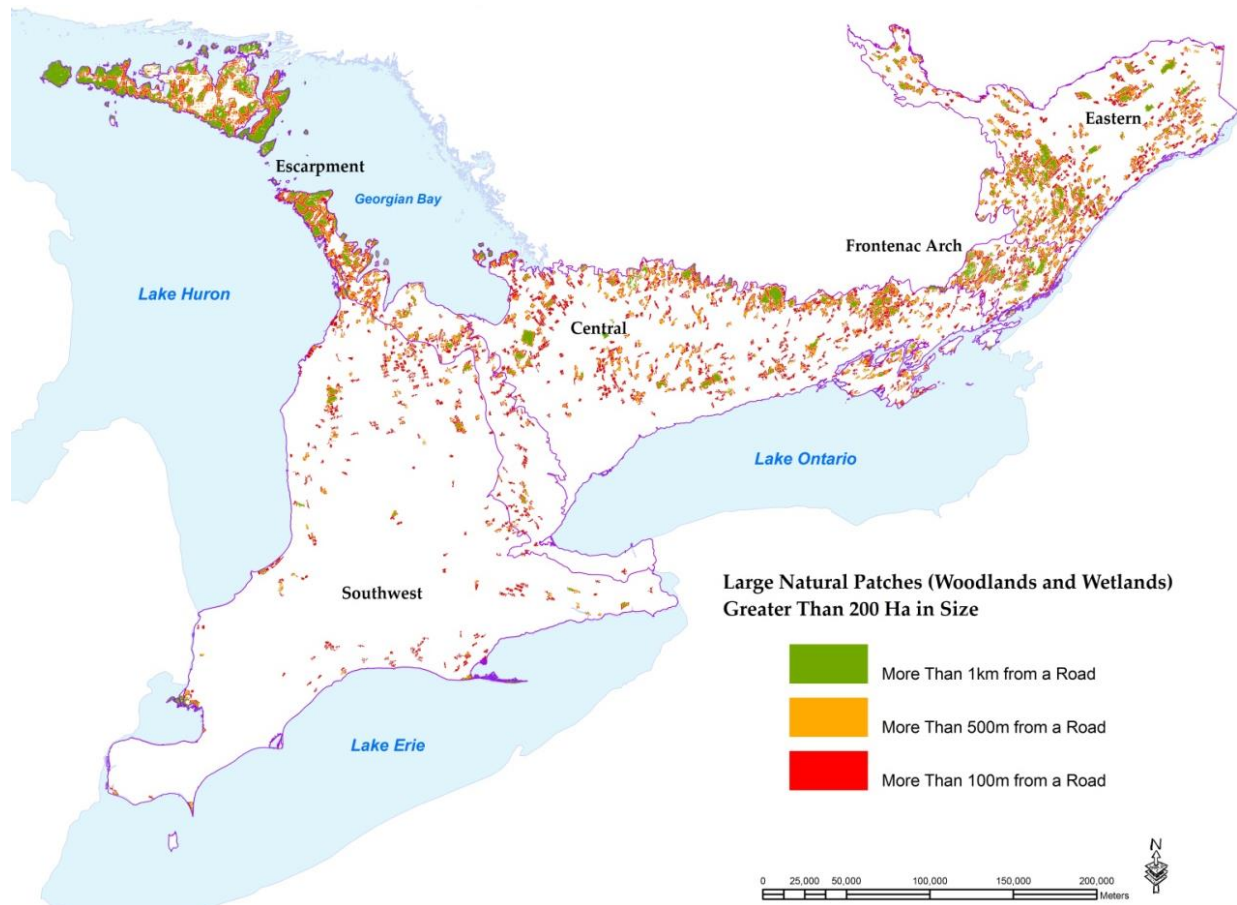 Eastern
Escarpment
Georgian Bay
Frontenac Arch
Lake Huron
Central
Lake Ontario
Large Natural Patches (Woodlands and Wetlands)
Greater Than 200 Ha in Size
Southwest
More Than 1km from a Road
More Than 500m from a Road
Lake Erie
More Than 100m from a Road
N
0 25,000 50,000 100,000 150,000 200,000
Meters